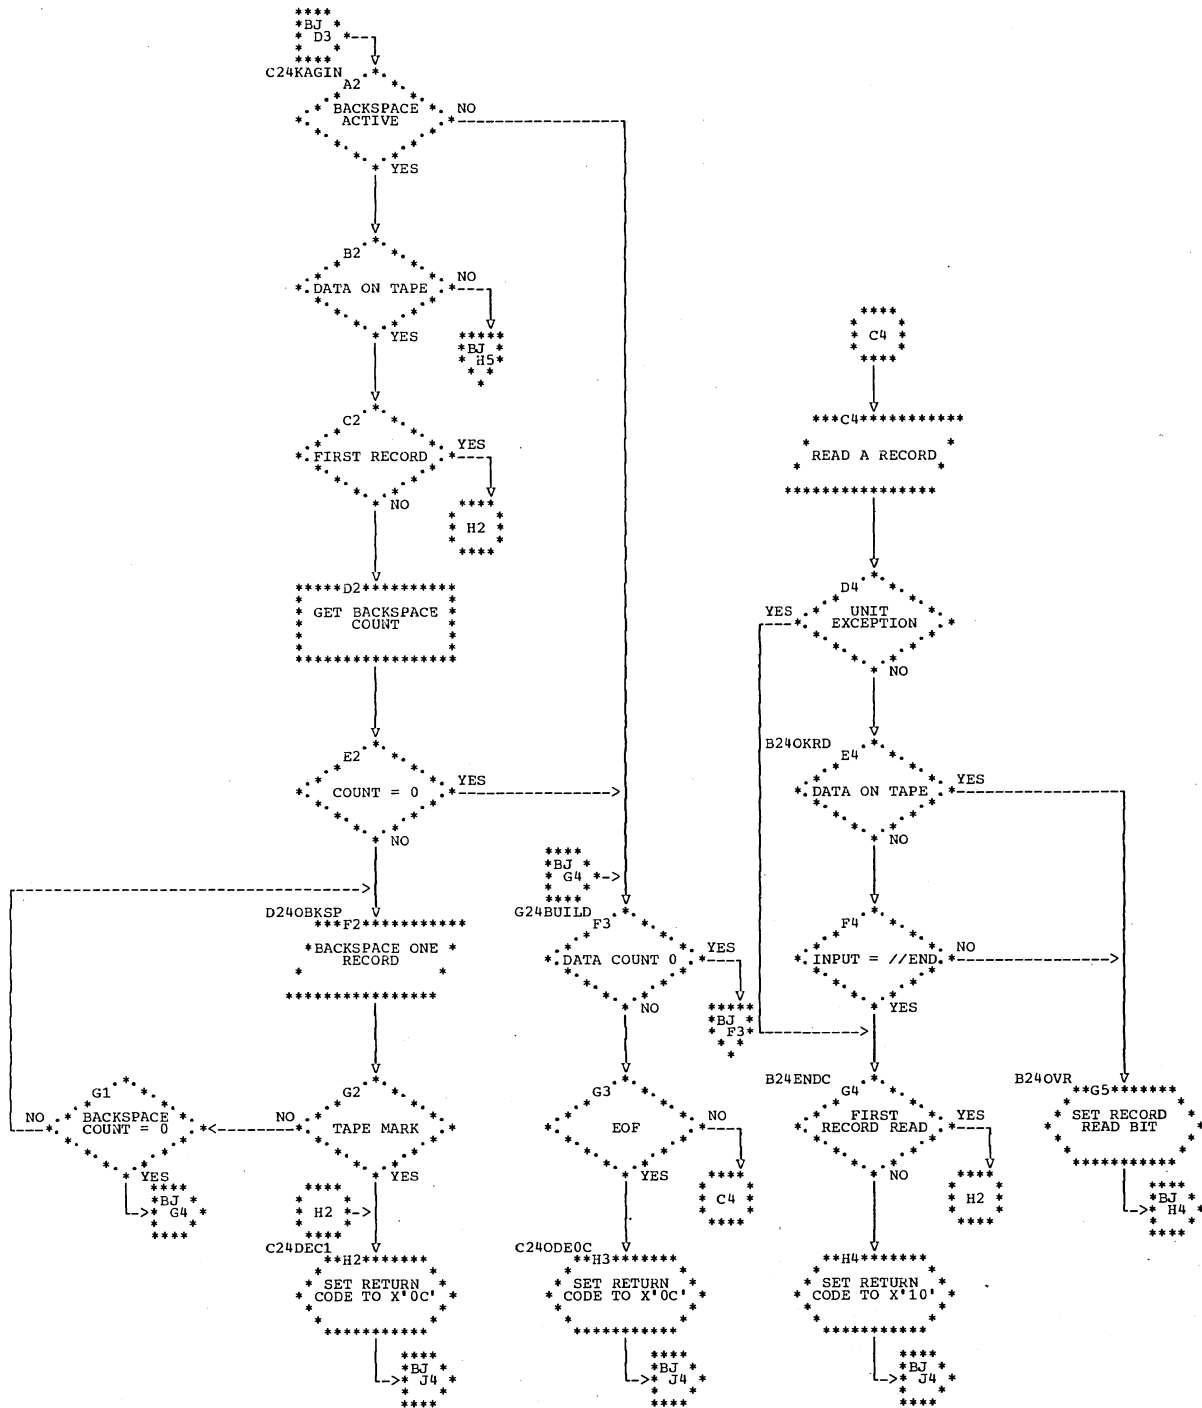 BJ
D3
C24KAGIN
A2
BACKSPACE
ACTIVE
NO
YES
B2
DATA ON TAPE
NO
YES
BJ
H5
C2
FIRST RECORD
YES
NO
H2
D2
GET BACKSPACE
COUNT
E2
COUNT = 0
YES
NO
D24OBKSP
F2
BACKSPACE ONE
RECORD
G1
BACKSPACE
COUNT = 0
NO
YES
BJ
G4
G2
TAPE MARK
NO
YES
H2
C24DEC1
H2
SET RETURN
CODE TO X'0C'
BJ
J4
BJ
G4
G24BUILD
F3
DATA COUNT 0
YES
NO
BJ
F3
G3
EOF
NO
YES
C4
C24ODE0C
H3
SET RETURN
CODE TO X'0C'
BJ
J4
C4
C4
READ A RECORD
D4
UNIT
EXCEPTION
YES
NO
B24OKRD
E4
DATA ON TAPE
YES
NO
F4
INPUT = //END
NO
YES
B24ENDC
G4
FIRST
RECORD READ
YES
NO
H2
H4
SET RETURN
CODE TO X'10'
BJ
J4
B24OVR
G5
SET RECORD
READ BIT
BJ
H4